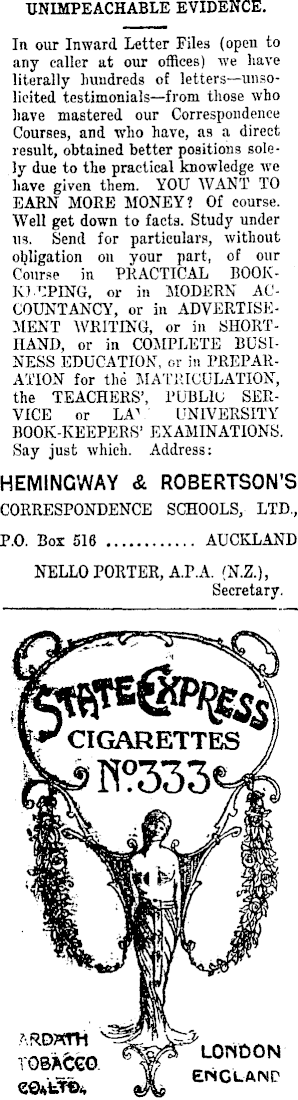 UNIMPEACHABLE EVIDENCE.
In our Inward Letter Files (open to
any caller at our offices) we have
literally hundreds of letters—unso-
licited testimonials—from those who
have mastered our Correspondence
Courses, and who have, as a direct
result, obtained better positions sole-
ly due to the practical knowledge we
have given them. YOU WANT TO
EARN MORE MONEY? Of course.
Well get down to facts. Study under
us. Send for particulars, without
obligation on your part, of our
Course in PRACTICAL BOOK-
KEEPING, or in MODERN AC-
COUNTANCY, or in ADVERTISE-
MENT WRITING, or in SHORT-
HAND, or in COMPLETE BUSI-
NESS EDUCATION, or in PREPAR-
ATION for the MATRICULATION,
the TEACHERS', PUBLIC SER-
VICE or UNIVERSITY
BOOK-KEEPERS' EXAMINATIONS.
Say just which. Address:
HEMINGWAY & ROBERTSON'S
CORRESPONDENCE SCHOOLS, LTD.,
P.O. Box 516 ............ AUCKLAND
NELLO PORTER, A.P.A. (N.Z.),
Secretary.
STATE EXPRESS
CIGARETTES
No. 333
ARDATH
TOBACCO
CO., LTD.,
LONDON
ENGLAND